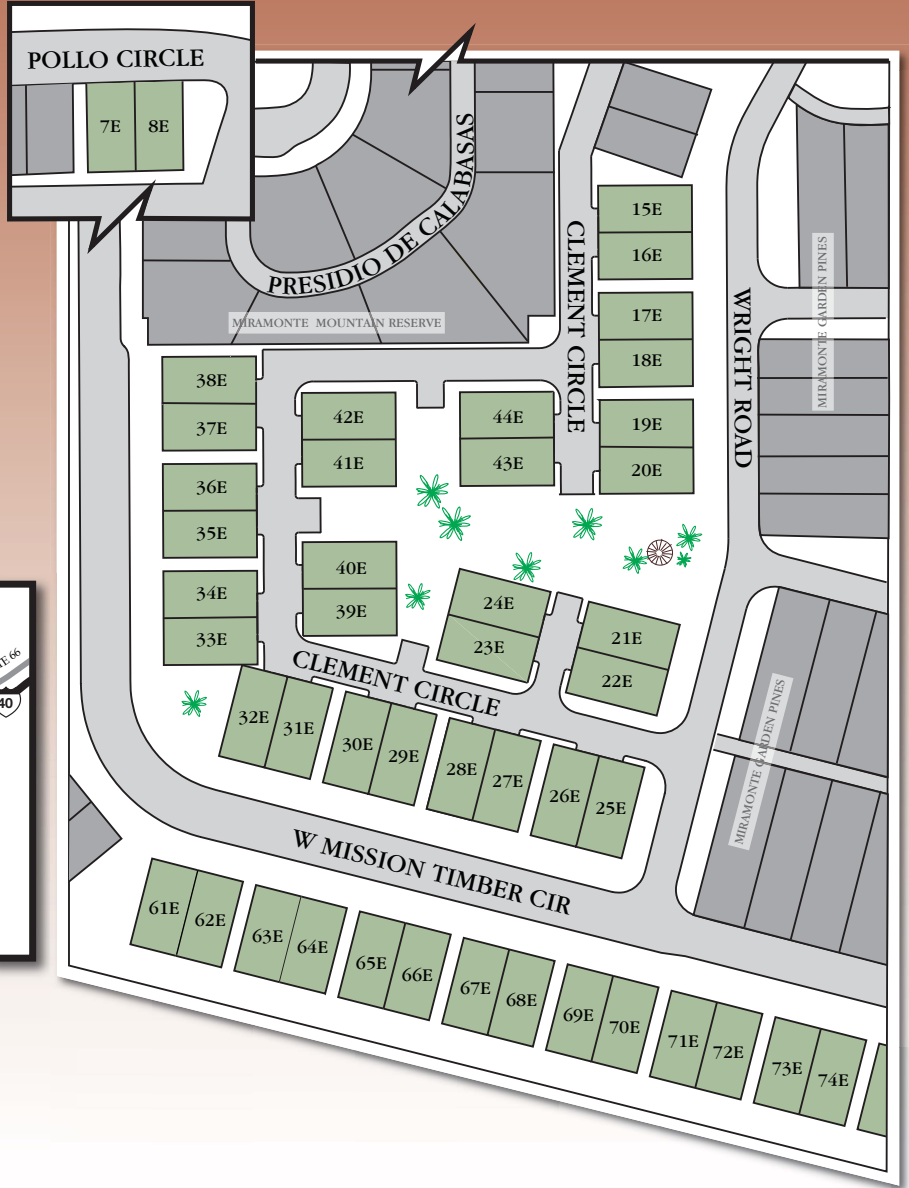 POLLO CIRCLE
7E
8E
PRESIDIO DE CALABASAS
MIRAMONTE MOUNTAIN RESERVE
CLEMENT CIRCLE
WRIGHT ROAD
MIRAMONTE GARDEN PINES
15E
16E
17E
18E
19E
20E
38E
37E
36E
35E
34E
33E
42E
41E
44E
43E
40E
39E
24E
23E
21E
22E
CLEMENT CIRCLE
32E
31E
30E
29E
28E
27E
26E
25E
MIRAMONTE GARDEN PINES
66
40
W MISSION TIMBER CIR
61E
62E
63E
64E
65E
66E
67E
68E
69E
70E
71E
72E
73E
74E